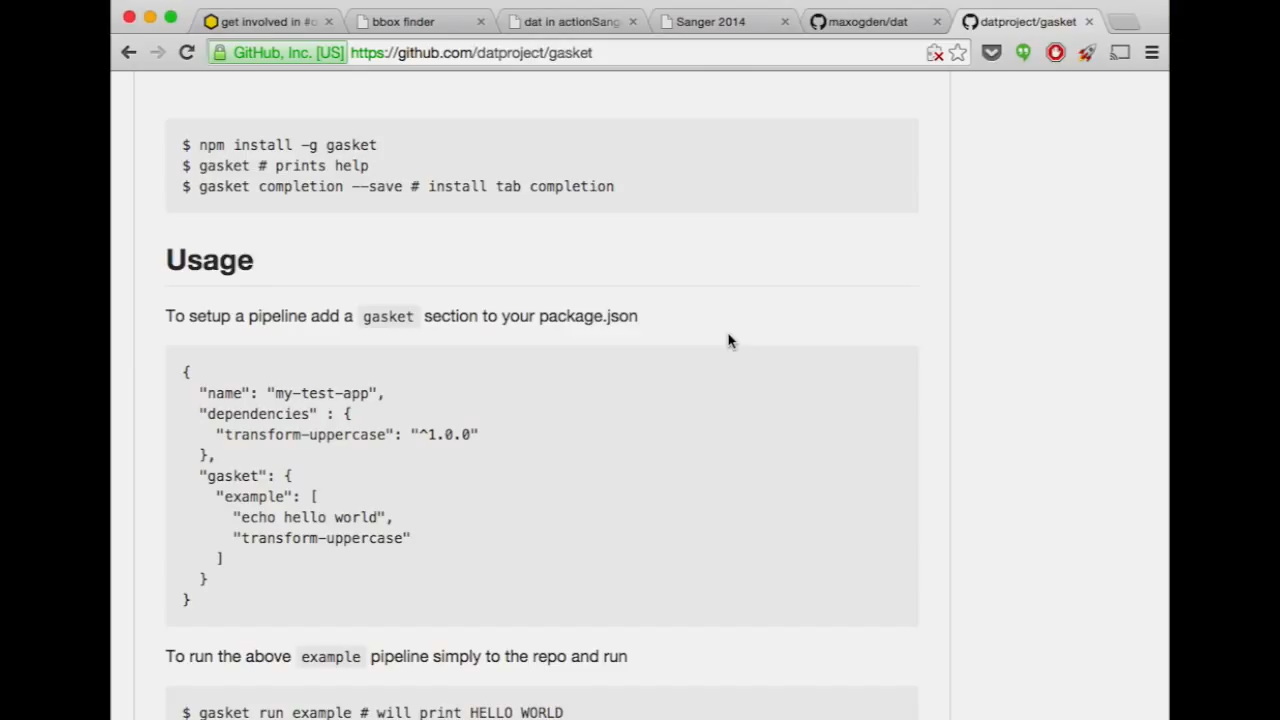 get involved in #o
bbox finder
dat in actionSang
Sanger 2014
maxogden/dat
datproject/gasket
GitHub, Inc. [US]
https://github.com/datproject/gasket
$ npm install -g gasket
$ gasket # prints help
$ gasket completion --save # install tab completion
Usage
To setup a pipeline add a gasket section to your package.json
{
"name": "my-test-app",
"dependencies" : {
"transform-uppercase": "^1.0.0"
},
"gasket": {
"example": [
"echo hello world",
"transform-uppercase"
]
}
}
To run the above example pipeline simply to the repo and run
$ gasket run example # will print HELLO WORLD